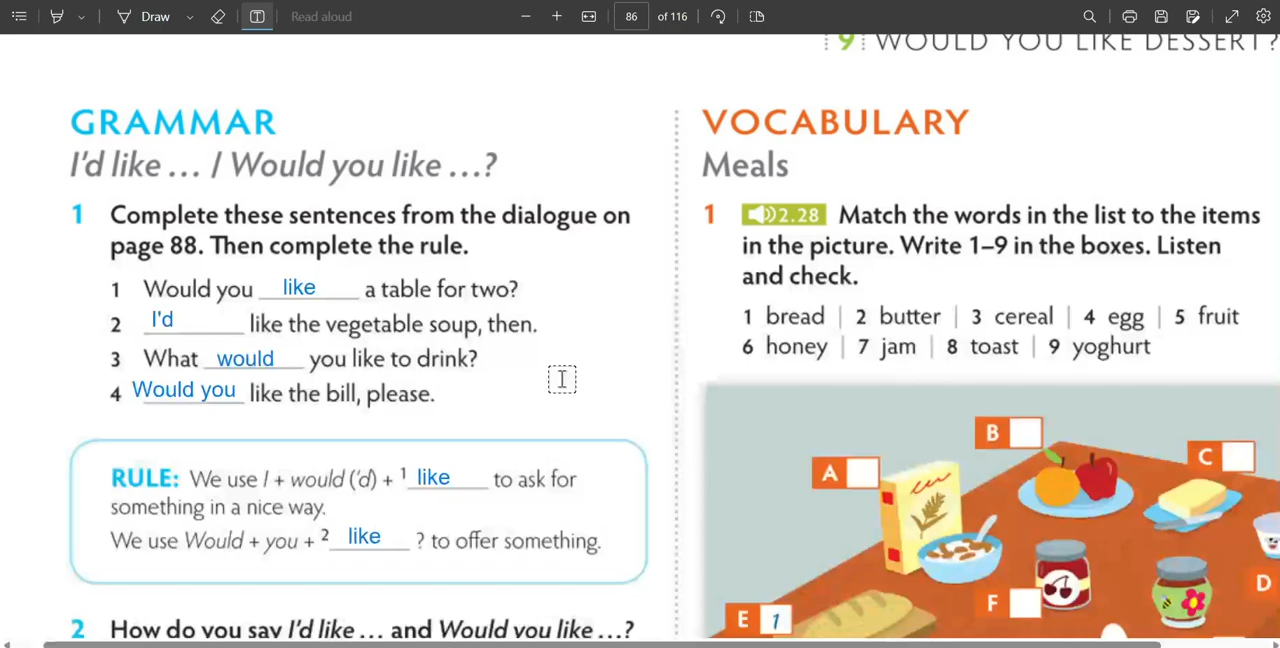 Draw
Read aloud
86 of 116
9 WOULD YOU LIKE DESSERT?
GRAMMAR
I'd like … / Would you like …?
1 Complete these sentences from the dialogue on
page 88. Then complete the rule.
1 Would you like a table for two?
2 I'd like the vegetable soup, then.
3 What would you like to drink?
4 Would you like the bill, please.
RULE: We use I + would ('d) + 1 like to ask for
something in a nice way.
We use Would + you + 2 like ? to offer something.
2 How do you say I'd like … and Would you like …?
VOCABULARY
Meals
1 2.28 Match the words in the list to the items
in the picture. Write 1–9 in the boxes. Listen
and check.
1 bread | 2 butter | 3 cereal | 4 egg | 5 fruit
6 honey | 7 jam | 8 toast | 9 yoghurt
B
C
A
D
F
E 1